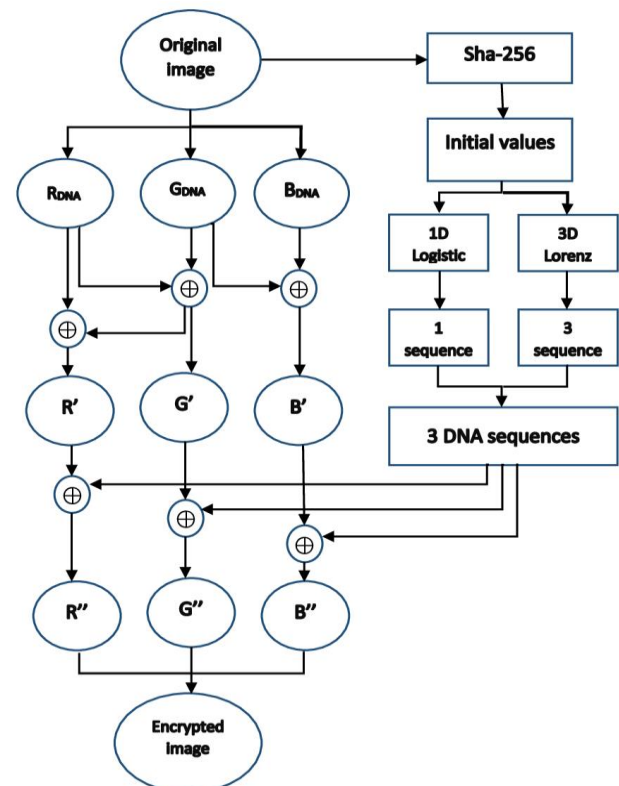 Original
image
Sha-256
Initial values
RDNA
GDNA
BDNA
1D
Logistic
3D
Lorenz
1
sequence
3
sequence
R’
G’
B’
3 DNA sequences
R’’
G’’
B’’
Encrypted
image